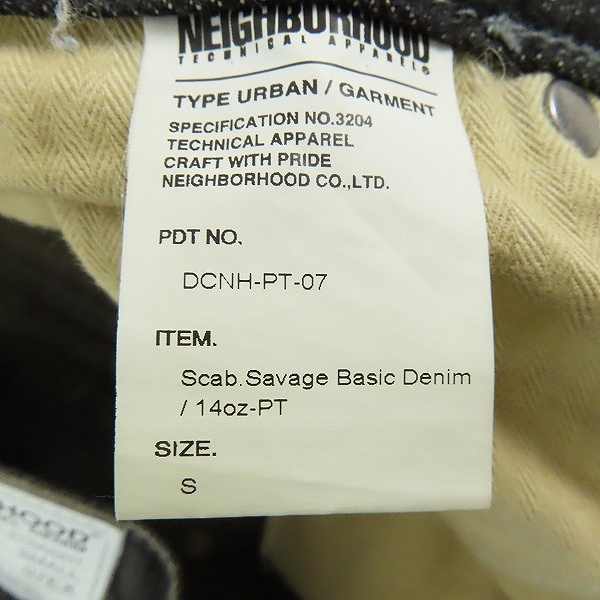 NEIGHBORHOOD
TECHNICAL APPAREL®
TYPE URBAN / GARMENT
SPECIFICATION NO.3204
TECHNICAL APPAREL
CRAFT WITH PRIDE
NEIGHBORHOOD CO.,LTD.
PDT NO.
DCNH-PT-07
ITEM.
Scab.Savage Basic Denim
/ 14oz-PT
SIZE.
S